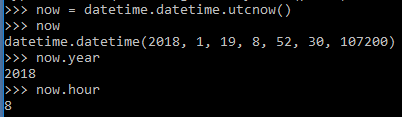 >>> now = datetime.datetime.utcnow()
>>> now
datetime.datetime(2018, 1, 19, 8, 52, 30, 107200)
>>> now.year
2018
>>> now.hour
8